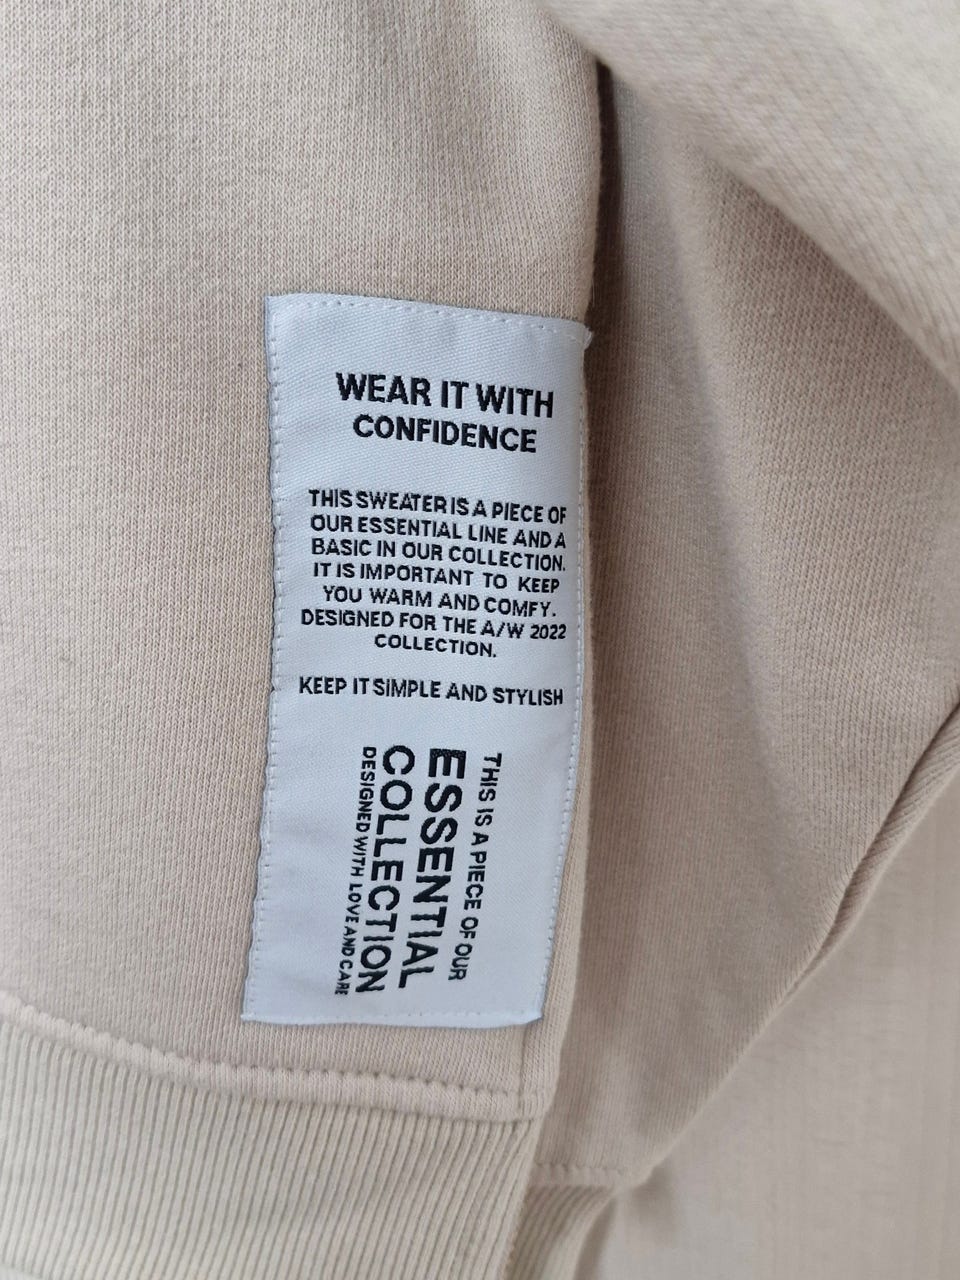 WEAR IT WITH
CONFIDENCE
THIS SWEATER IS A PIECE OF
OUR ESSENTIAL LINE AND A
BASIC IN OUR COLLECTION.
IT IS IMPORTANT TO KEEP
YOU WARM AND COMFY.
DESIGNED FOR THE A/W 2022
COLLECTION.
KEEP IT SIMPLE AND STYLISH
THIS IS A PIECE OF OUR
ESSENTIAL
COLLECTION
DESIGNED WITH LOVE AND CARE